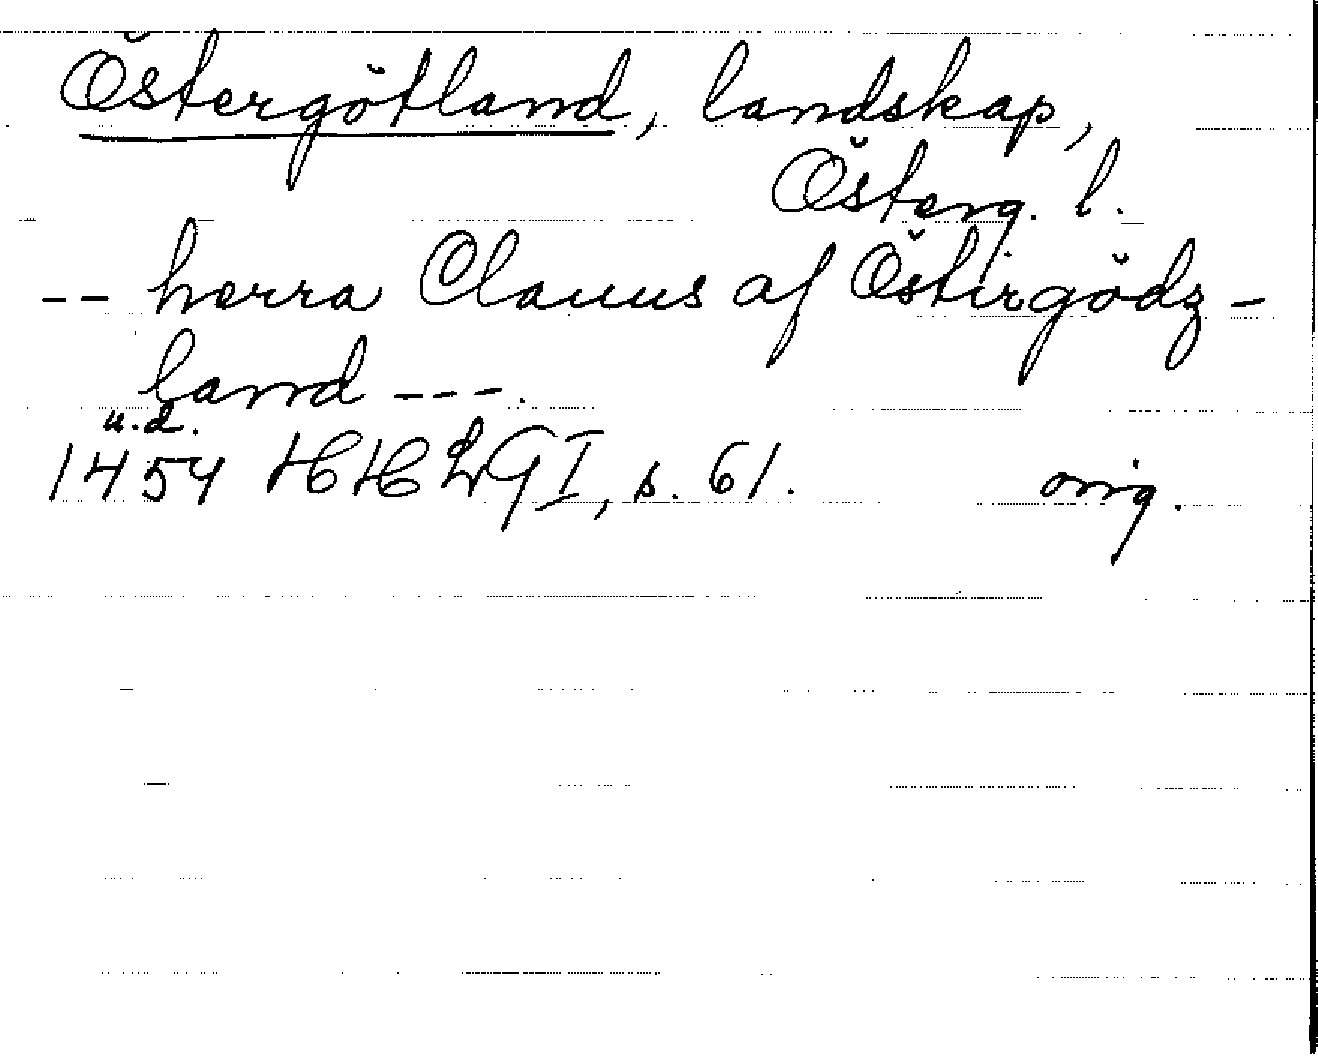 Östergötland, landskap,
Österg. l.
-- herra Clauus af Östirgödz-
land ---.
u.d.
1454 HHLG I, s. 61. orig.